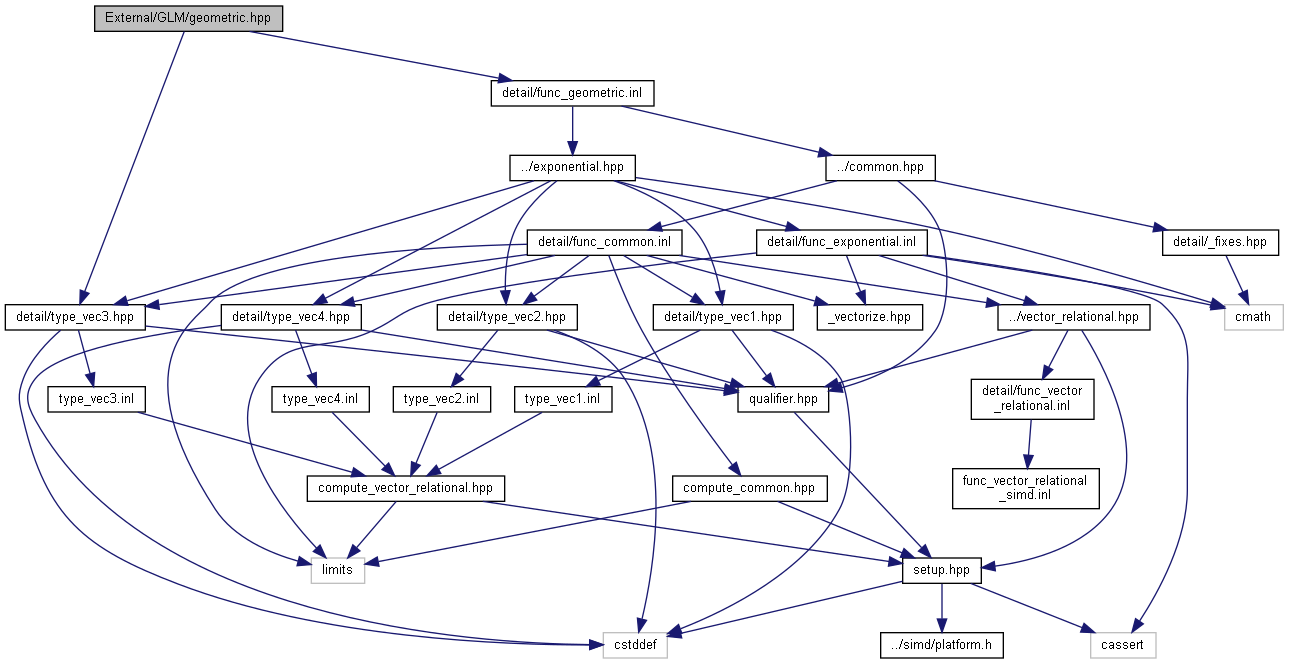 External/GLM/geometric.hpp
detail/func_geometric.inl
../exponential.hpp
../common.hpp
detail/func_common.inl
detail/func_exponential.inl
detail/_fixes.hpp
detail/type_vec3.hpp
detail/type_vec4.hpp
detail/type_vec2.hpp
detail/type_vec1.hpp
_vectorize.hpp
../vector_relational.hpp
cmath
type_vec3.inl
type_vec4.inl
type_vec2.inl
type_vec1.inl
qualifier.hpp
detail/func_vector
_relational.inl
compute_vector_relational.hpp
compute_common.hpp
func_vector_relational
_simd.inl
limits
setup.hpp
cstddef
../simd/platform.h
cassert